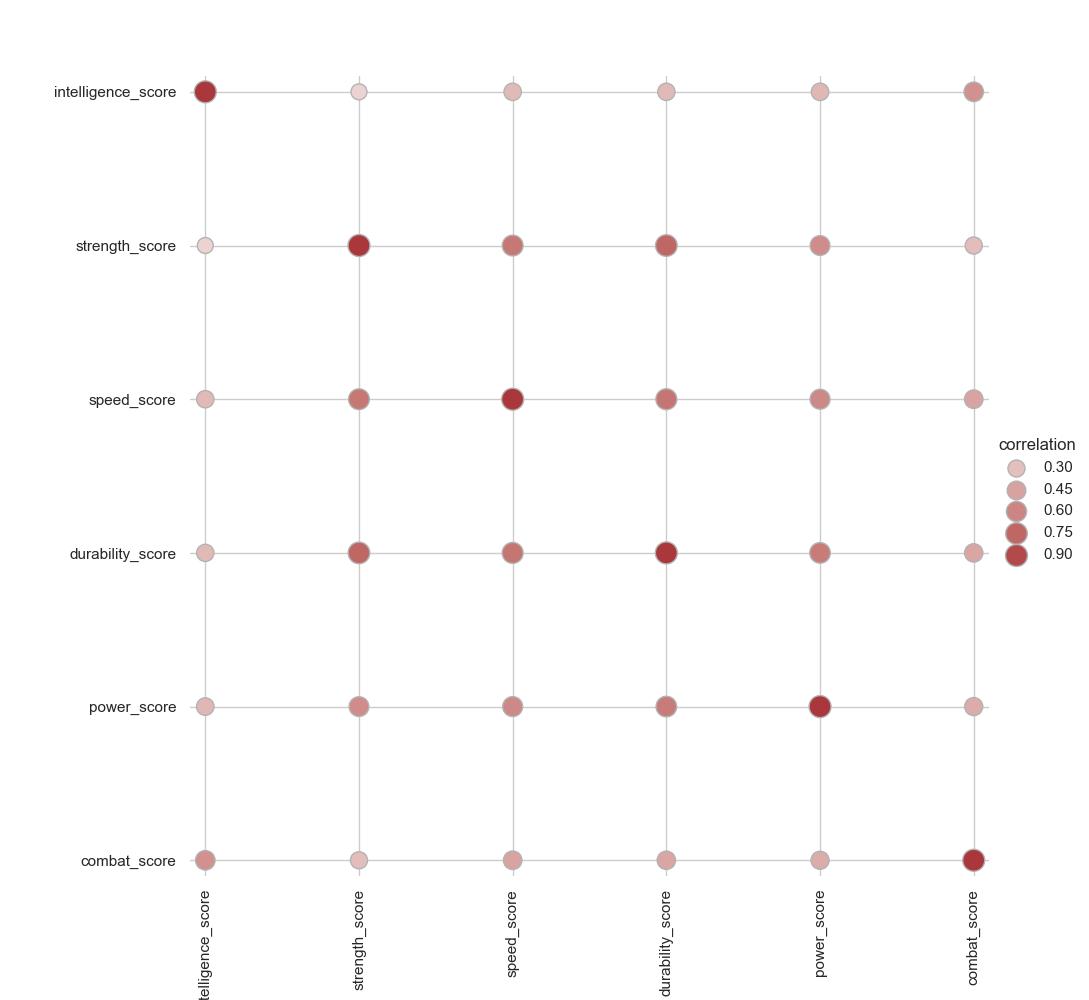 intelligence_score
strength_score
speed_score
durability_score
power_score
combat_score
correlation
0.30
0.45
0.60
0.75
0.90
telligence_score
strength_score
speed_score
durability_score
power_score
combat_score